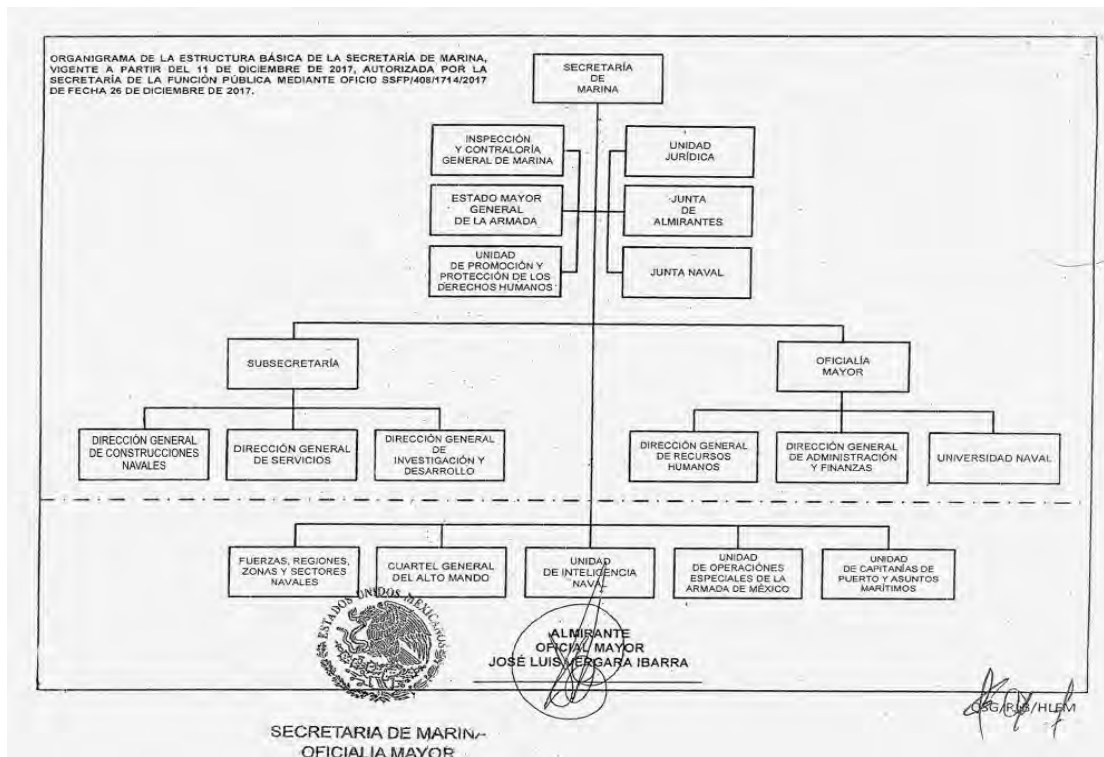 ORGANIGRAMA DE LA ESTRUCTURA BÁSICA DE LA SECRETARÍA DE MARINA,
VIGENTE A PARTIR DEL 11 DE DICIEMBRE DE 2017, AUTORIZADA POR LA
SECRETARÍA DE LA FUNCIÓN PÚBLICA MEDIANTE OFICIO SSFP/408/1714/2017
DE FECHA 26 DE DICIEMBRE DE 2017.
SECRETARÍA
DE
MARINA
INSPECCIÓN
Y CONTRALORÍA
GENERAL DE MARINA
UNIDAD
JURÍDICA
ESTADO MAYOR
GENERAL
DE LA ARMADA
JUNTA
DE
ALMIRANTES
UNIDAD
DE PROMOCIÓN Y
PROTECCIÓN DE LOS
DERECHOS HUMANOS
JUNTA NAVAL
SUBSECRETARÍA
OFICIALÍA
MAYOR
DIRECCIÓN GENERAL
DE CONSTRUCCIONES
NAVALES
DIRECCIÓN GENERAL
DE SERVICIOS
DIRECCIÓN GENERAL
DE
INVESTIGACIÓN Y
DESARROLLO
DIRECCIÓN GENERAL
DE RECURSOS
HUMANOS
DIRECCIÓN GENERAL
DE ADMINISTRACIÓN
Y FINANZAS
UNIVERSIDAD NAVAL
FUERZAS, REGIONES,
ZONAS Y SECTORES
NAVALES
CUARTEL GENERAL
DEL ALTO MANDO
UNIDAD
DE INTELIGENCIA
NAVAL
UNIDAD
DE OPERACIÓNES
ESPECIALES DE LA
ARMADA DE MÉXICO
UNIDAD
DE CAPITANÍAS DE
PUERTO Y ASUNTOS
MARÍTIMOS
ESTADOS UNIDOS MEXICANOS
ALMIRANTE
OFICIAL MAYOR
JOSÉ LUIS VERGARA IBARRA
SECRETARIA DE MARINA
OFICIALIA MAYOR